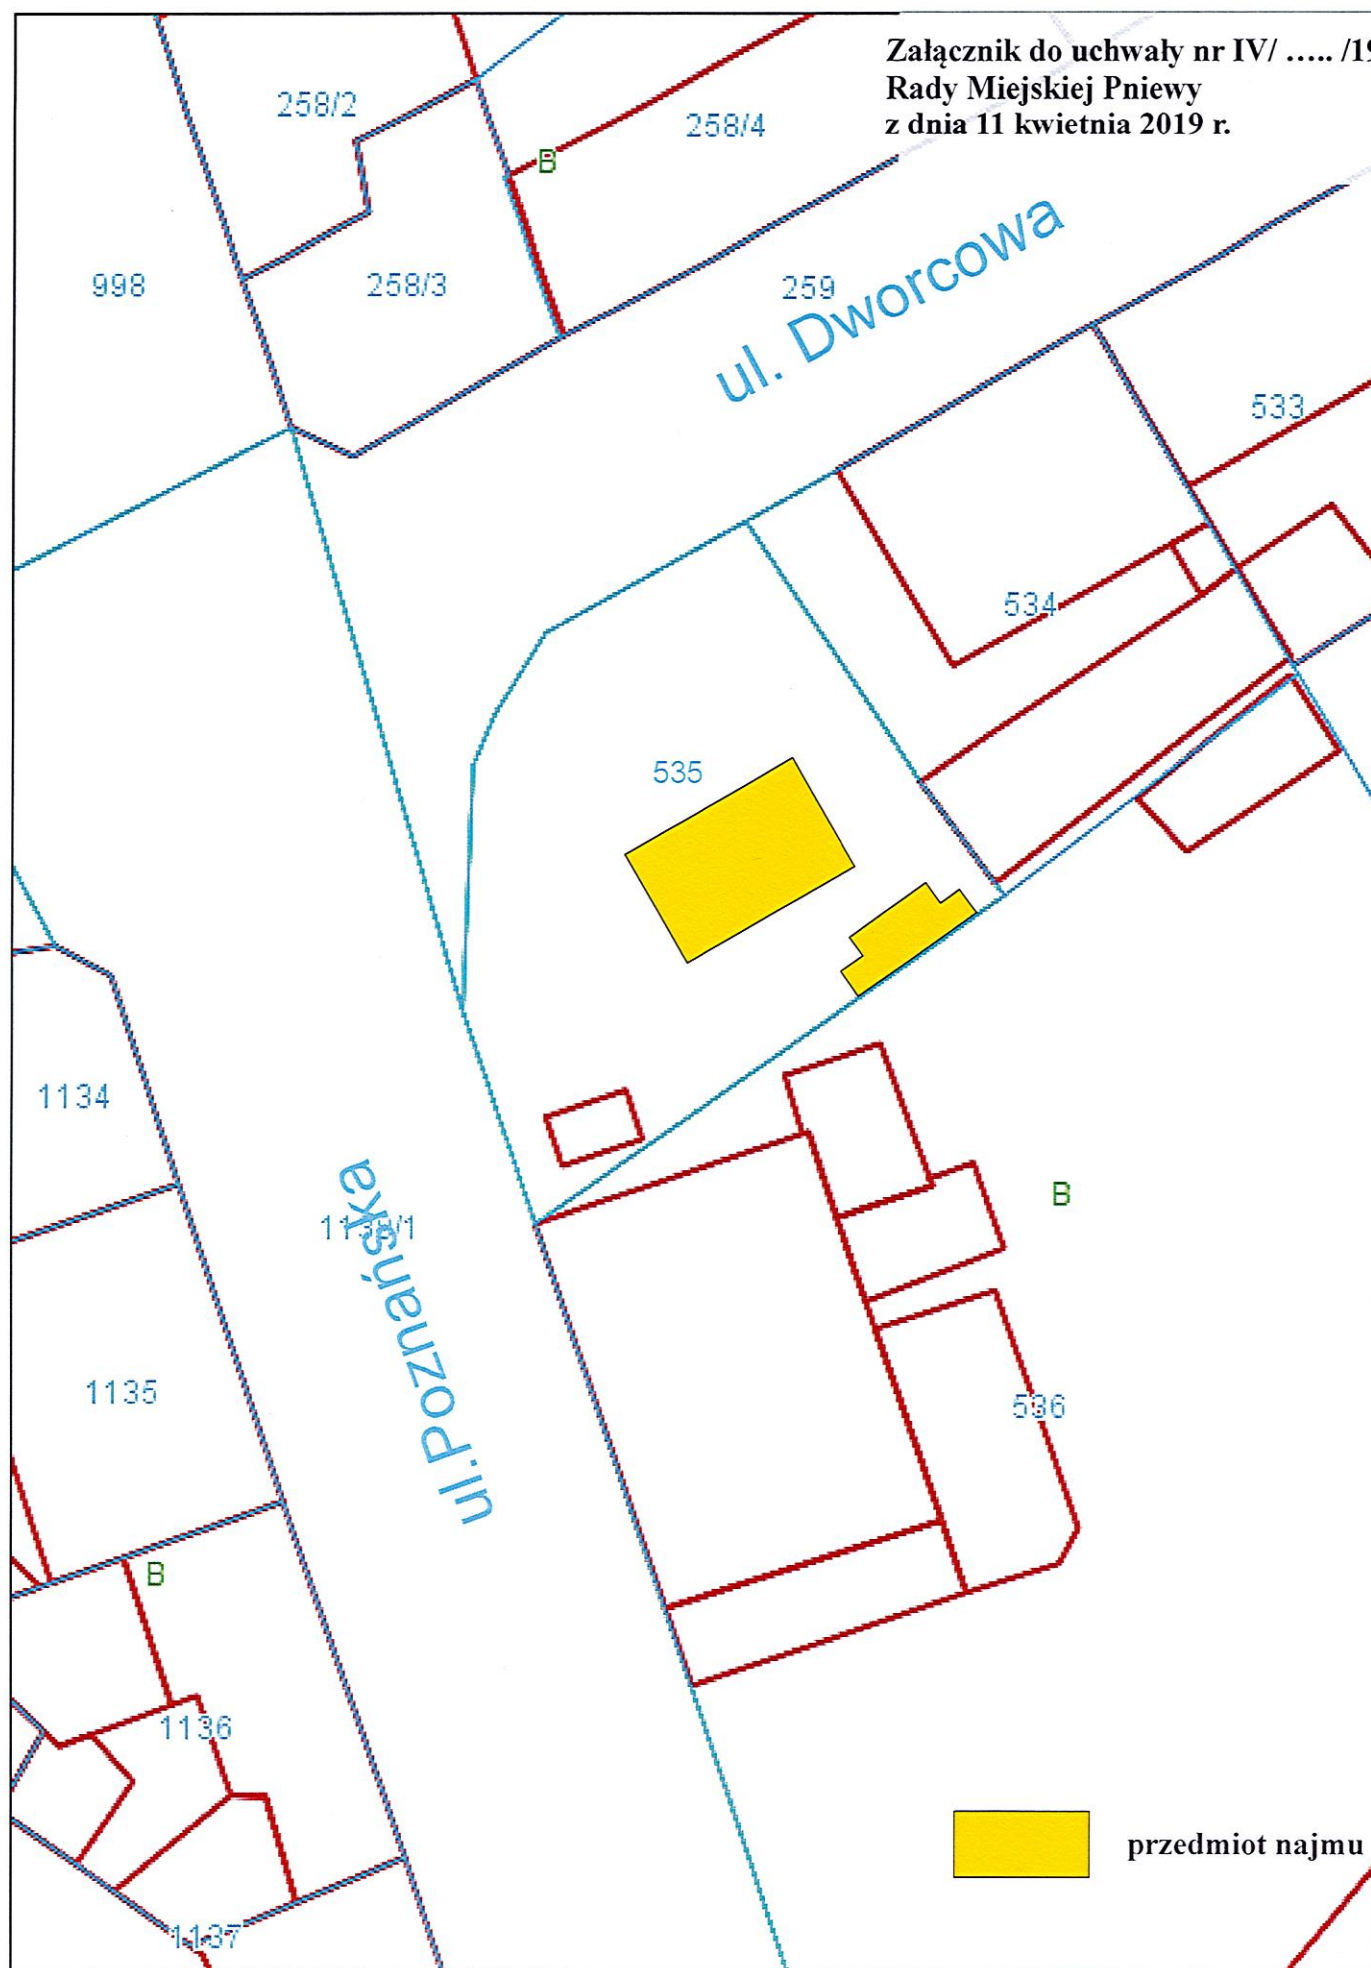 Załącznik do uchwały nr IV/ ..... /19
Rady Miejskiej Pniewy
z dnia 11 kwietnia 2019 r.
258/2
258/4
B
998
258/3
259
ul. Dworcowa
533
534
535
1134
B
ul.Poznańska
536
1135
B
1136
1137
przedmiot najmu